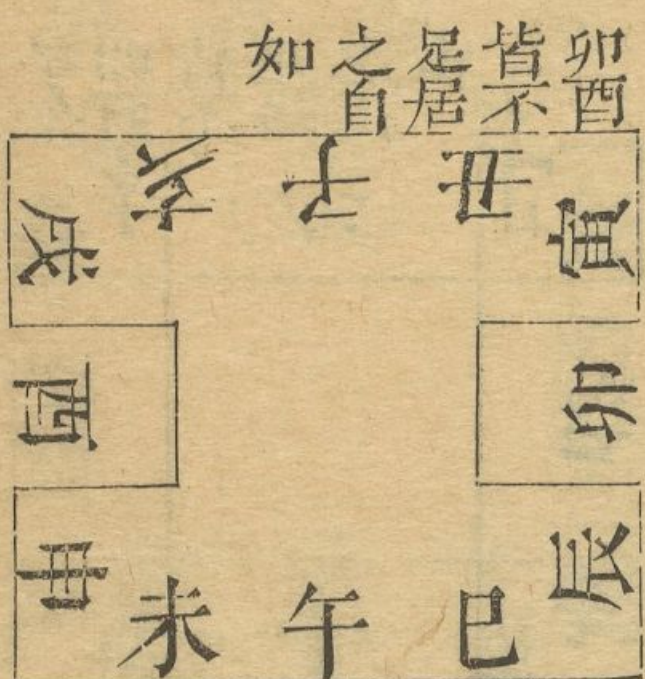 卯酉
皆不
足居
之自
如
丑
子
亥
寅
卯
辰
戌
酉
申
巳
午
未